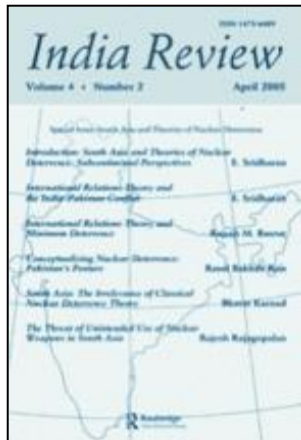 ISSN 1473-6489
India Review
Volume 4 • Number 2 April 2005
Special Issue: South Asia and Theories of Nuclear Deterrence
Introduction: South Asia and Theories of Nuclear
Deterrence: Subcontinental Perspectives E. Sridharan
International Relations Theory and
the India-Pakistan Conflict E. Sridharan
International Relations Theory and
Minimum Deterrence Rajesh M. Basrur
Conceptualizing Nuclear Deterrence:
Pakistan's Posture Rasul Bakhsh Rais
South Asia: The Irrelevance of Classical
Nuclear Deterrence Theory Bharat Karnad
The Threat of Unintended Use of Nuclear
Weapons in South Asia Rajesh Rajagopalan
Routledge